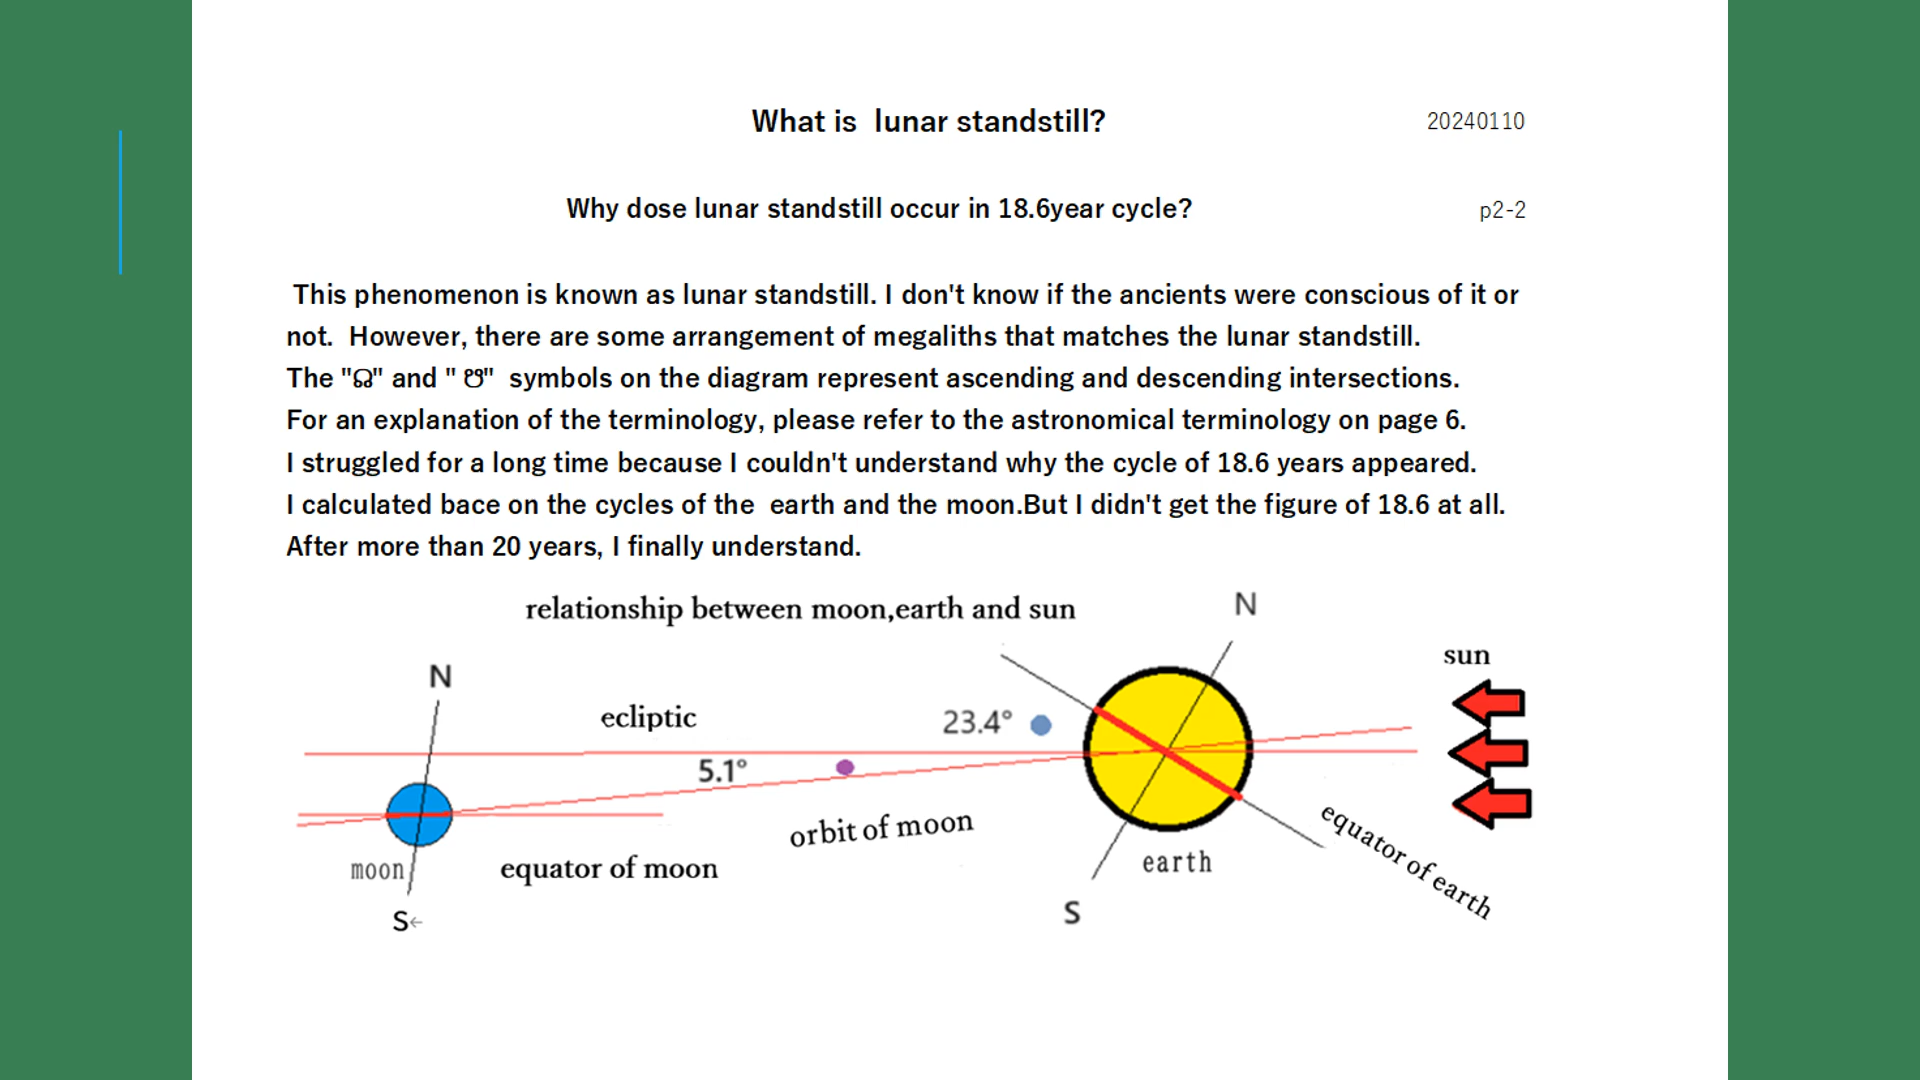 What is  lunar standstill?
20240110
Why dose lunar standstill occur in 18.6year cycle?
p2-2
This phenomenon is known as lunar standstill. I don't know if the ancients were conscious of it or
not.  However, there are some arrangement of megaliths that matches the lunar standstill.
The "☊" and " ☋"  symbols on the diagram represent ascending and descending intersections.
For an explanation of the terminology, please refer to the astronomical terminology on page 6.
I struggled for a long time because I couldn't understand why the cycle of 18.6 years appeared.
I calculated bace on the cycles of the  earth and the moon.But I didn't get the figure of 18.6 at all.
After more than 20 years, I finally understand.
relationship between moon,earth and sun
N
sun
N
ecliptic
23.4°
5.1°
orbit of moon
equator of earth
moon
equator of moon
earth
S
S←